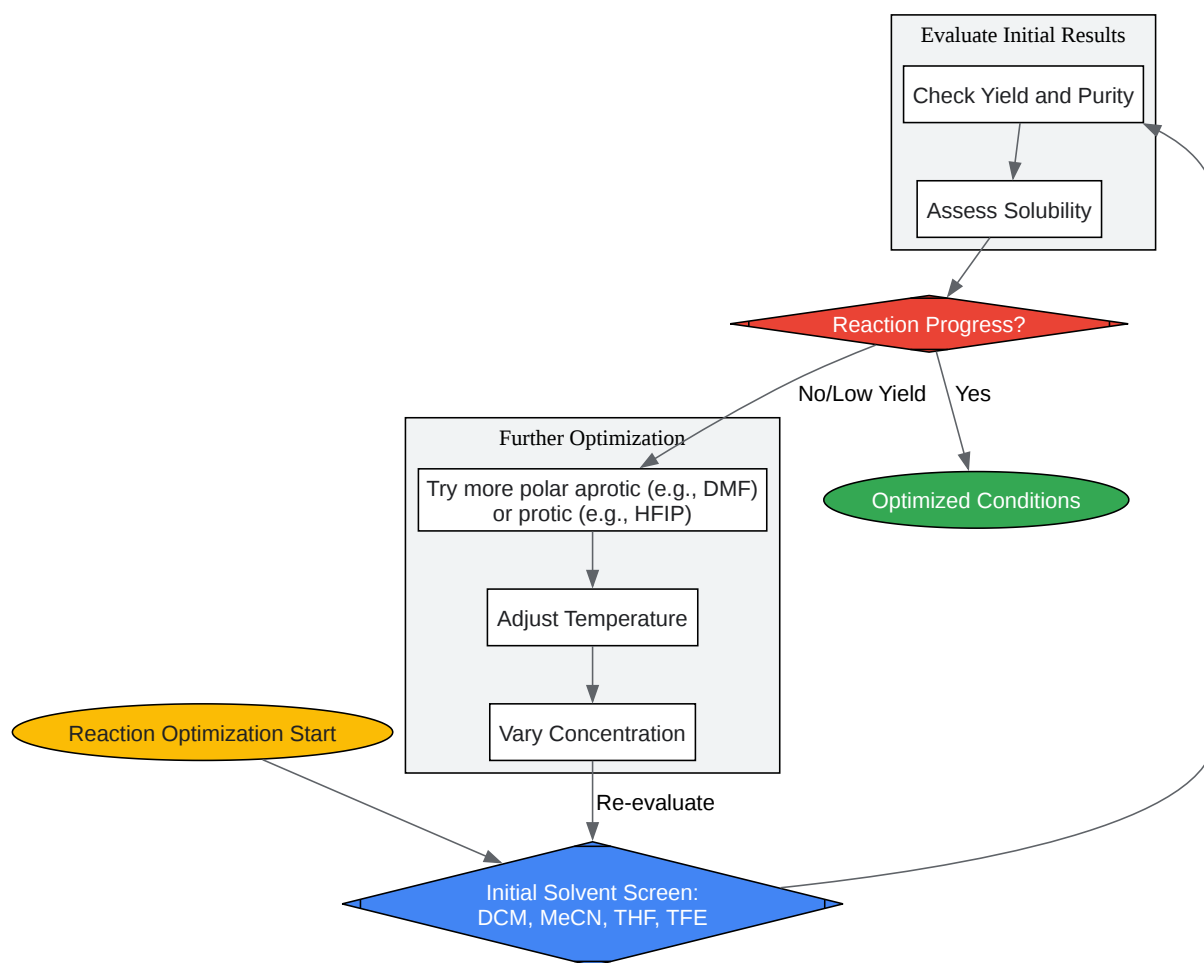 Evaluate Initial Results
Check Yield and Purity
Assess Solubility
Reaction Progress?
No/Low Yield
Yes
Further Optimization
Try more polar aprotic (e.g., DMF)
or protic (e.g., HFIP)
Optimized Conditions
Adjust Temperature
Vary Concentration
Reaction Optimization Start
Re-evaluate
Initial Solvent Screen:
DCM, MeCN, THF, TFE